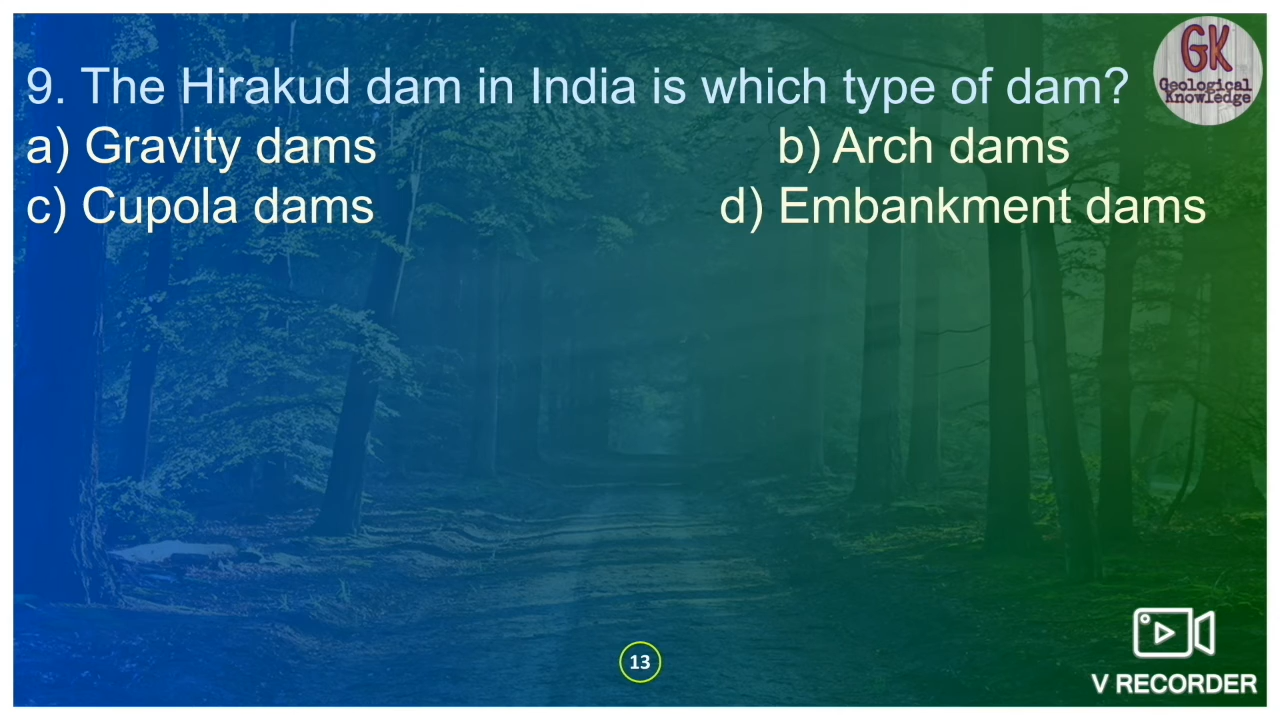 GK
Geological
Knowledge
9. The Hirakud dam in India is which type of dam?
a) Gravity dams b) Arch dams
c) Cupola dams d) Embankment dams
13
V RECORDER